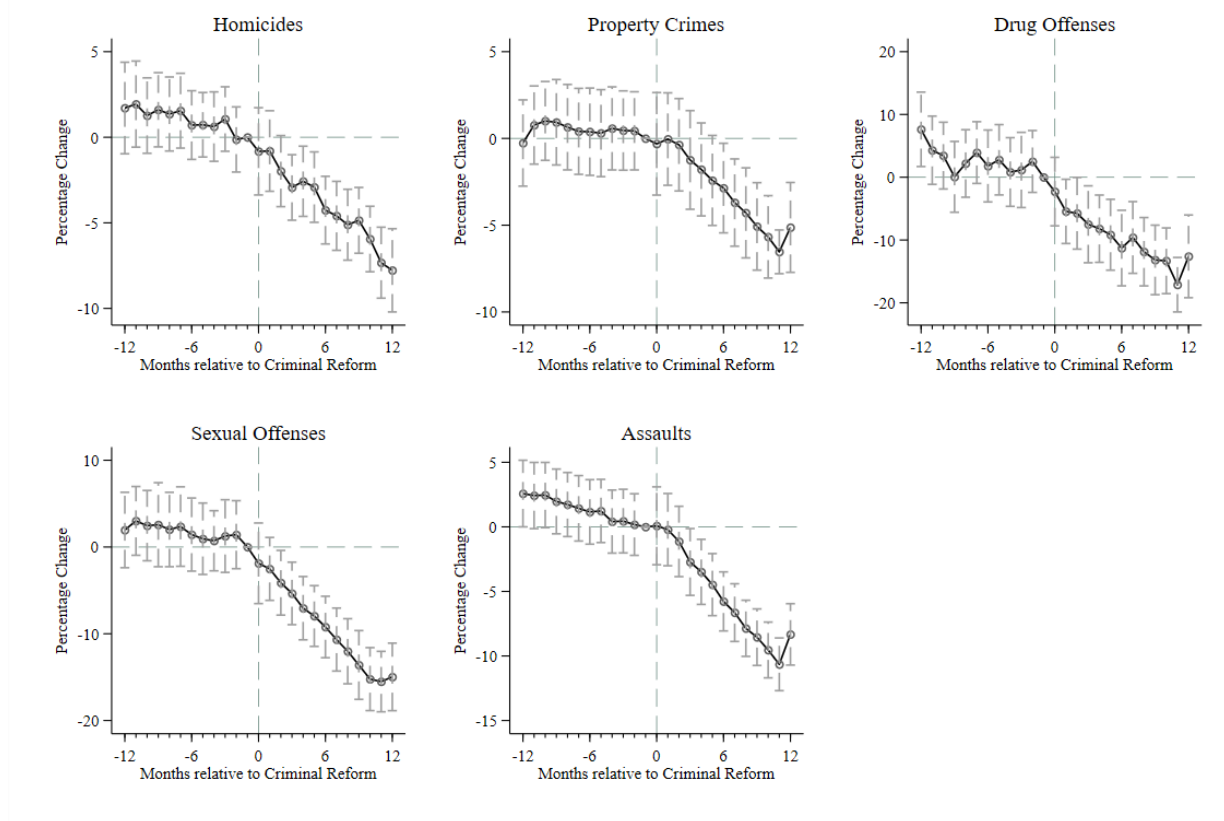 Homicides
Percentage Change
5
0
-5
-10
-12 -6 0 6 12
Months relative to Criminal Reform
Property Crimes
Percentage Change
5
0
-5
-10
-12 -6 0 6 12
Months relative to Criminal Reform
Drug Offenses
Percentage Change
20
10
0
-10
-20
-12 -6 0 6 12
Months relative to Criminal Reform
Sexual Offenses
Percentage Change
10
0
-10
-20
-12 -6 0 6 12
Months relative to Criminal Reform
Assaults
Percentage Change
5
0
-5
-10
-15
-12 -6 0 6 12
Months relative to Criminal Reform